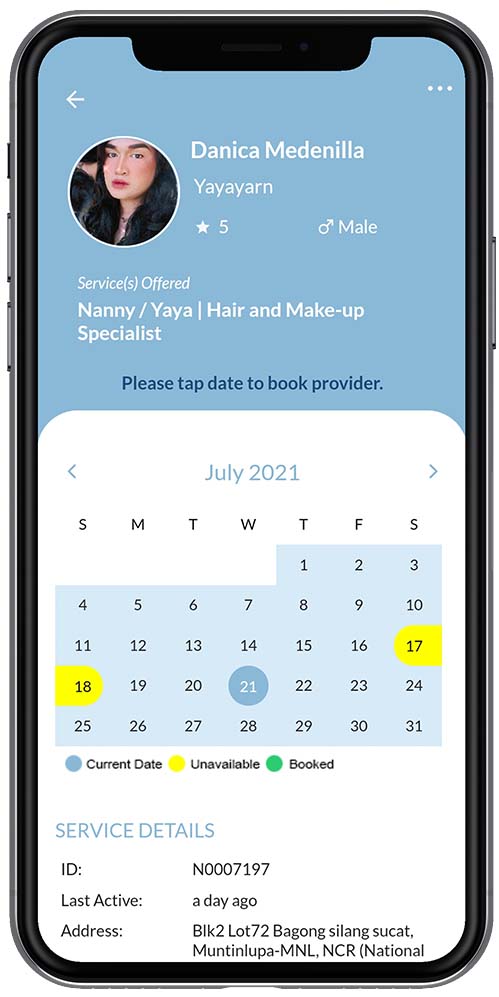 Danica Medenilla
Yayayarn
5 Male
Service(s) Offered
Nanny / Yaya | Hair and Make-up
Specialist
Please tap date to book provider.
July 2021
S M T W T F S
1 2 3
4 5 6 7 8 9 10
11 12 13 14 15 16 17
18 19 20 21 22 23 24
25 26 27 28 29 30 31
Current Date Unavailable Booked
SERVICE DETAILS
ID: N0007197
Last Active: a day ago
Address: Blk2 Lot72 Bagong silang sucat,
Muntinlupa-MNL, NCR (National